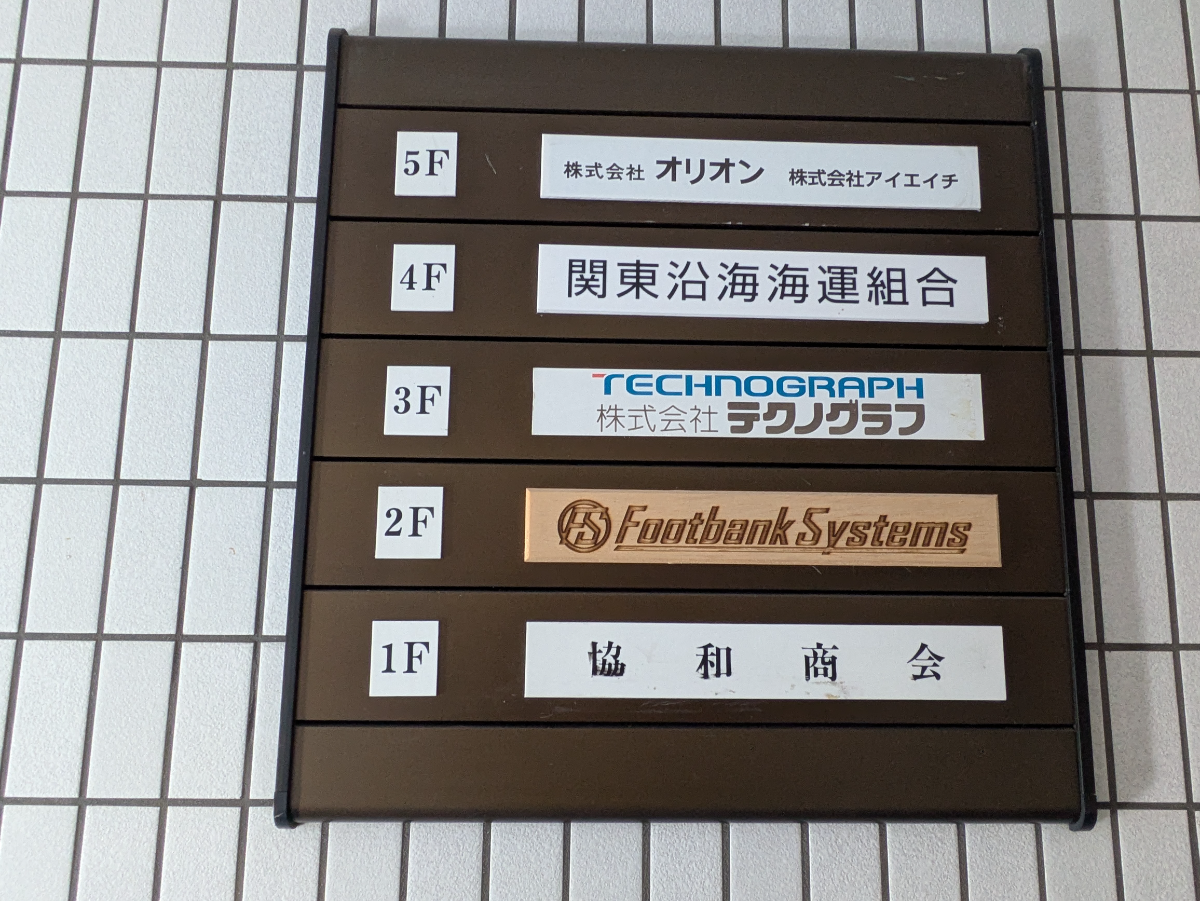 5F 株式会社 オリオン 株式会社アイエイチ
4F 関東沿海海運組合
3F TECHNOGRAPH
株式会社 テクノグラフ
2F FS Footbank Systems
1F 協和商会